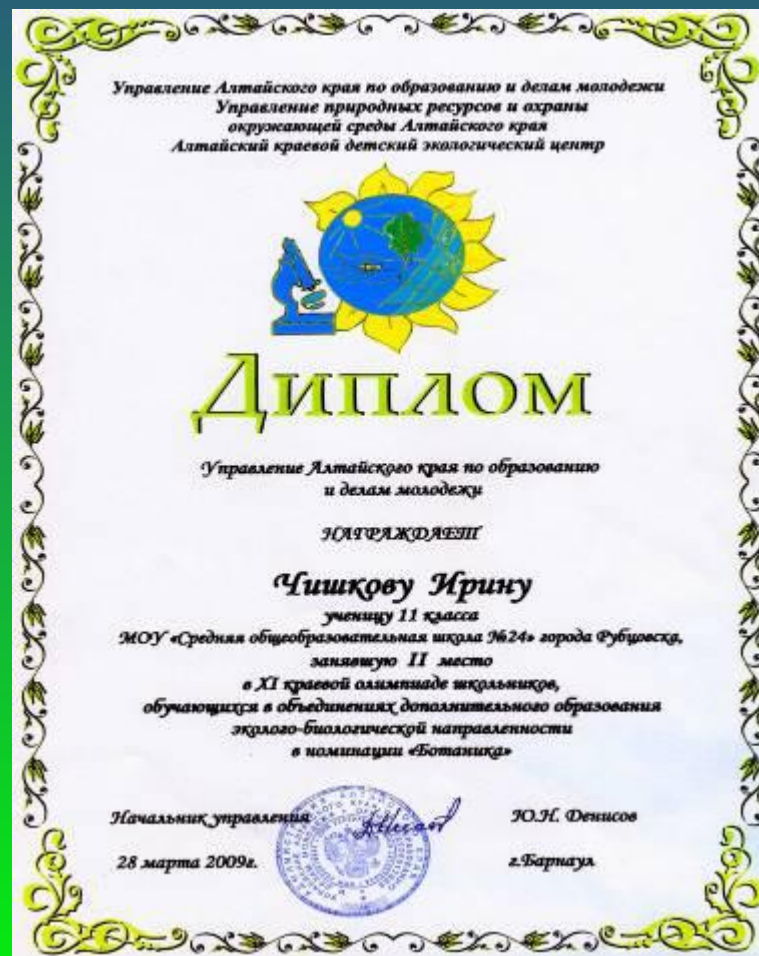 Управление Алтайского края по образованию и делам молодежи
Управление природных ресурсов и охраны
окружающей среды Алтайского края
Алтайский краевой детский экологический центр
Диплом
Управление Алтайского края по образованию
и делам молодежи
НАГРАЖДАЕТ
Чишкову Ирину
ученицу 11 класса
МОУ «Средняя общеобразовательная школа №24» города Рубцовска,
занявшую II место
в XI краевой олимпиаде школьников,
обучающихся в объединениях дополнительного образования
эколого-биологической направленности
в номинации «Ботаника»
Начальник управления Ю.Н. Денисов
28 марта 2009г. г.Барнаул